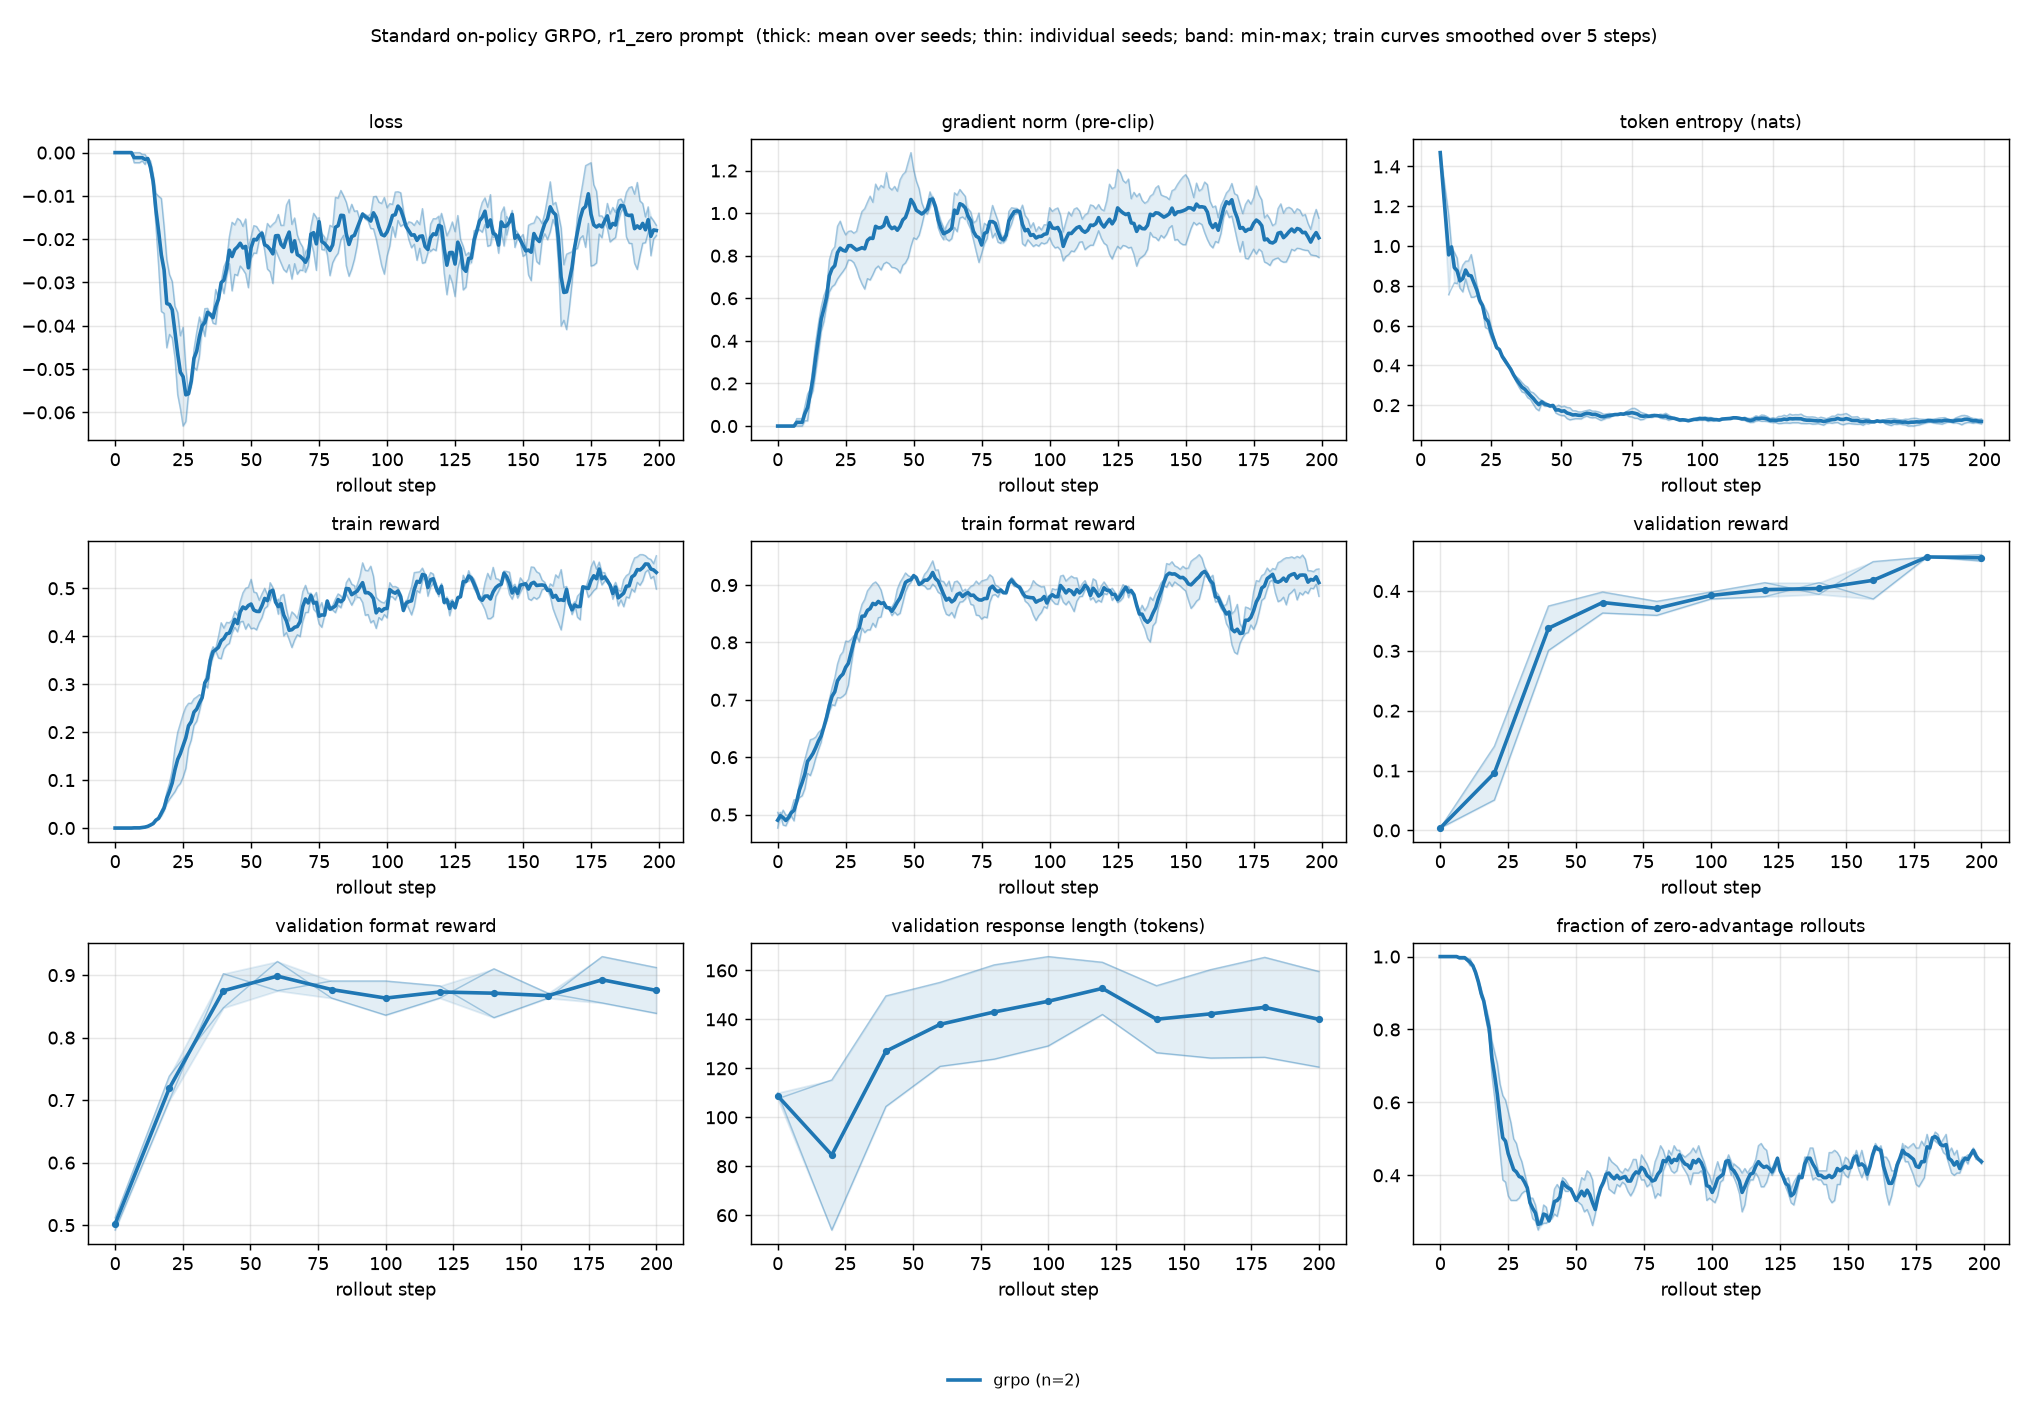 Standard on-policy GRPO, r1_zero prompt  (thick: mean over seeds; thin: individual seeds; band: min-max; train curves smoothed over 5 steps)
loss
0.00
−0.01
−0.02
−0.03
−0.04
−0.05
−0.06
0 25 50 75 100 125 150 175 200
rollout step
gradient norm (pre-clip)
1.2
1.0
0.8
0.6
0.4
0.2
0.0
0 25 50 75 100 125 150 175 200
rollout step
token entropy (nats)
1.4
1.2
1.0
0.8
0.6
0.4
0.2
0 25 50 75 100 125 150 175 200
rollout step
train reward
0.5
0.4
0.3
0.2
0.1
0.0
0 25 50 75 100 125 150 175 200
rollout step
train format reward
0.9
0.8
0.7
0.6
0.5
0 25 50 75 100 125 150 175 200
rollout step
validation reward
0.4
0.3
0.2
0.1
0.0
0 25 50 75 100 125 150 175 200
rollout step
validation format reward
0.9
0.8
0.7
0.6
0.5
0 25 50 75 100 125 150 175 200
rollout step
validation response length (tokens)
160
140
120
100
80
60
0 25 50 75 100 125 150 175 200
rollout step
fraction of zero-advantage rollouts
1.0
0.8
0.6
0.4
0 25 50 75 100 125 150 175 200
rollout step
grpo (n=2)